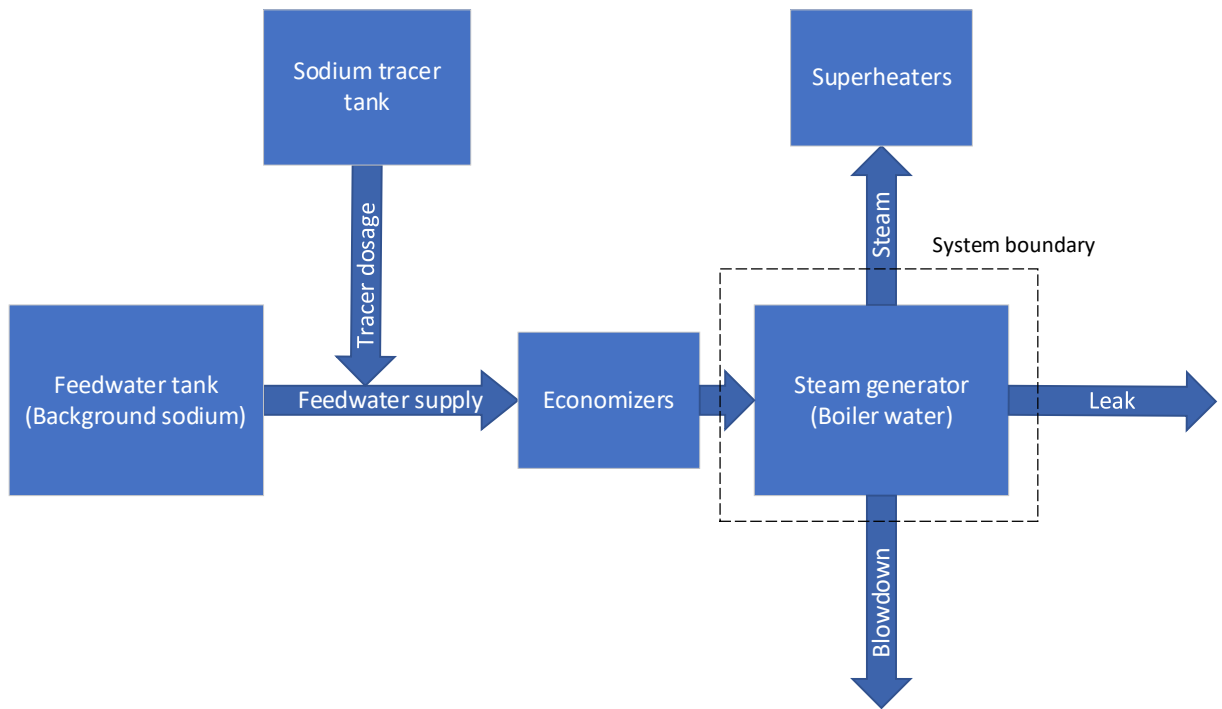 Sodium tracer
tank
Superheaters
Tracer dosage
Steam
System boundary
Feedwater tank
(Background sodium)
Feedwater supply
Economizers
Steam generator
(Boiler water)
Leak
Blowdown